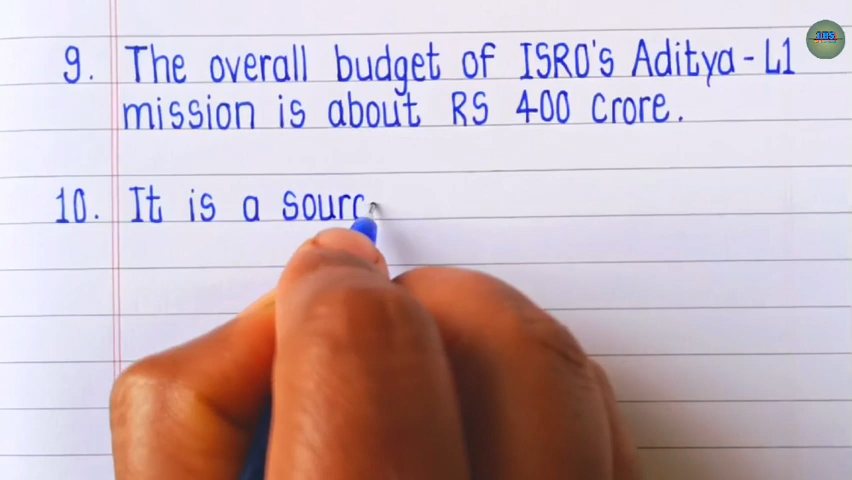 9. The overall budget of ISRO's Aditya-L1
mission is about RS 400 Crore.
10. It is a sourc